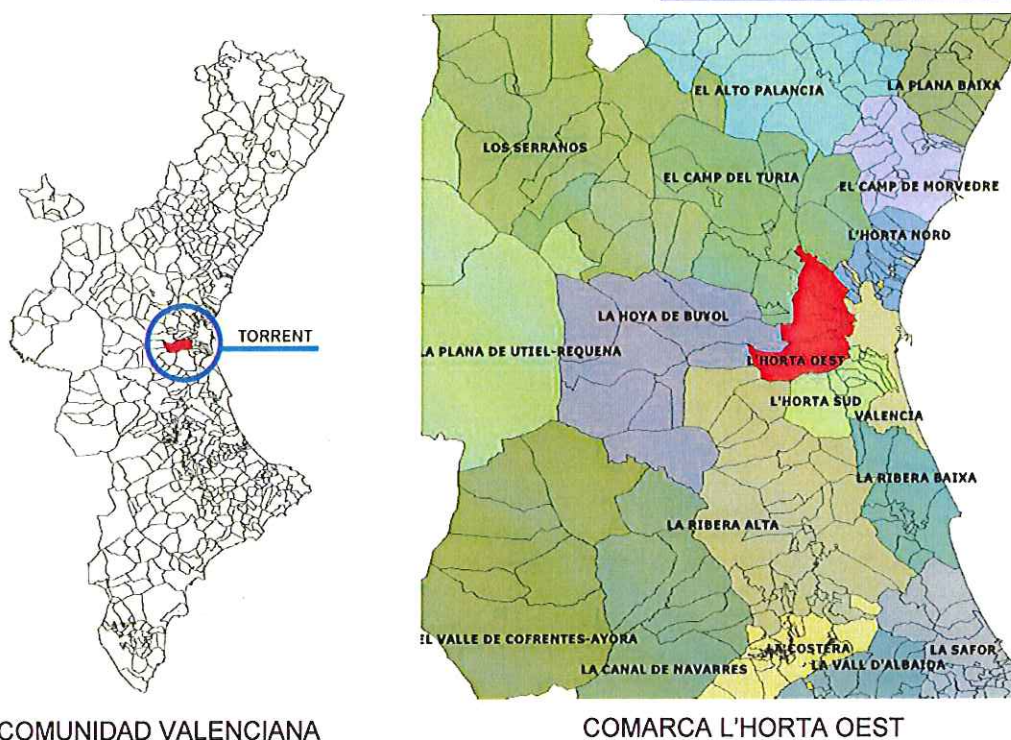 TORRENT
COMUNIDAD VALENCIANA
EL ALTO PALANCIA
LA PLANA BAIXA
LOS SERRANOS
EL CAMP DEL TURIA
EL CAMP DE MORVEDRE
L'HORTA NORD
LA HOYA DE BUÑOL
LA PLANA DE UTIEL-REQUENA
L'HORTA OEST
L'HORTA SUD
VALENCIA
LA RIBERA BAIXA
LA RIBERA ALTA
EL VALLE DE COFRENTES-AYORA
LA COSTERA
LA SAFOR
LA CANAL DE NAVARRES
LA VALL D'ALBAIDA
COMARCA L'HORTA OEST